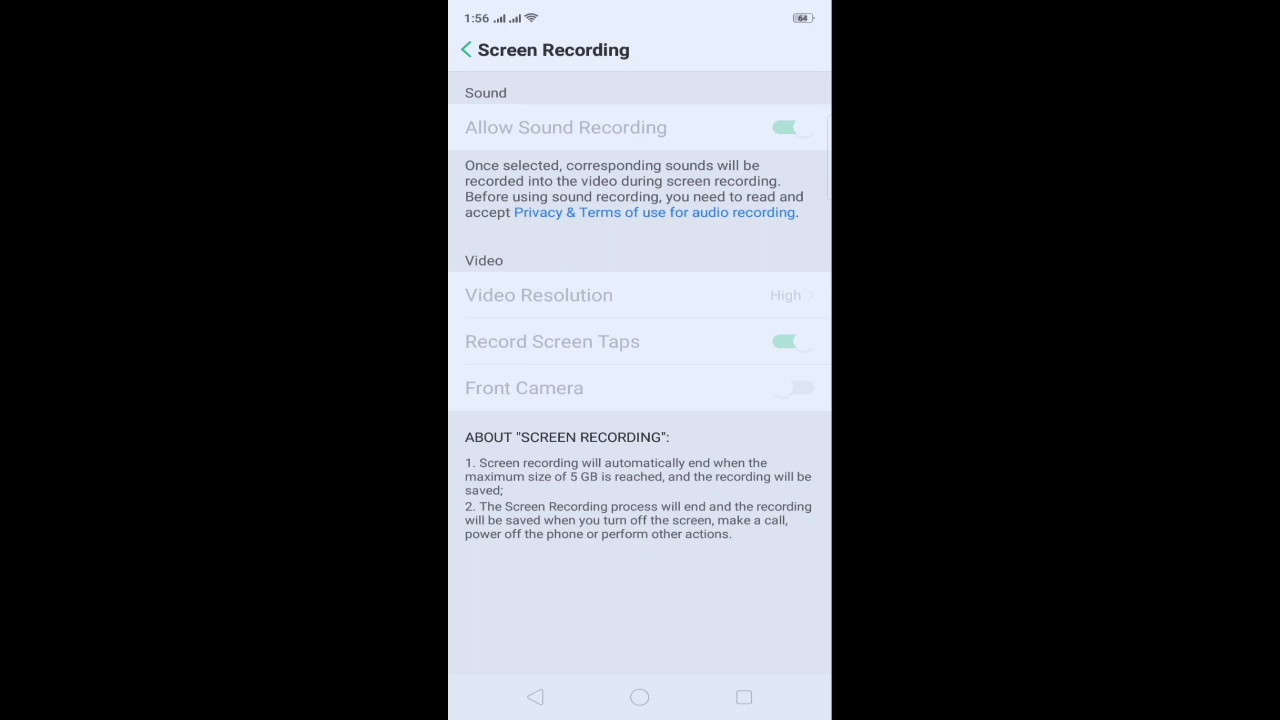 1:56
64
Screen Recording
Sound
Allow Sound Recording
Once selected, corresponding sounds will be
recorded into the video during screen recording.
Before using sound recording, you need to read and
accept Privacy & Terms of use for audio recording.
Video
Video Resolution High
Record Screen Taps
Front Camera
ABOUT "SCREEN RECORDING":
1. Screen recording will automatically end when the
maximum size of 5 GB is reached, and the recording will be
saved;
2. The Screen Recording process will end and the recording
will be saved when you turn off the screen, make a call,
power off the phone or perform other actions.